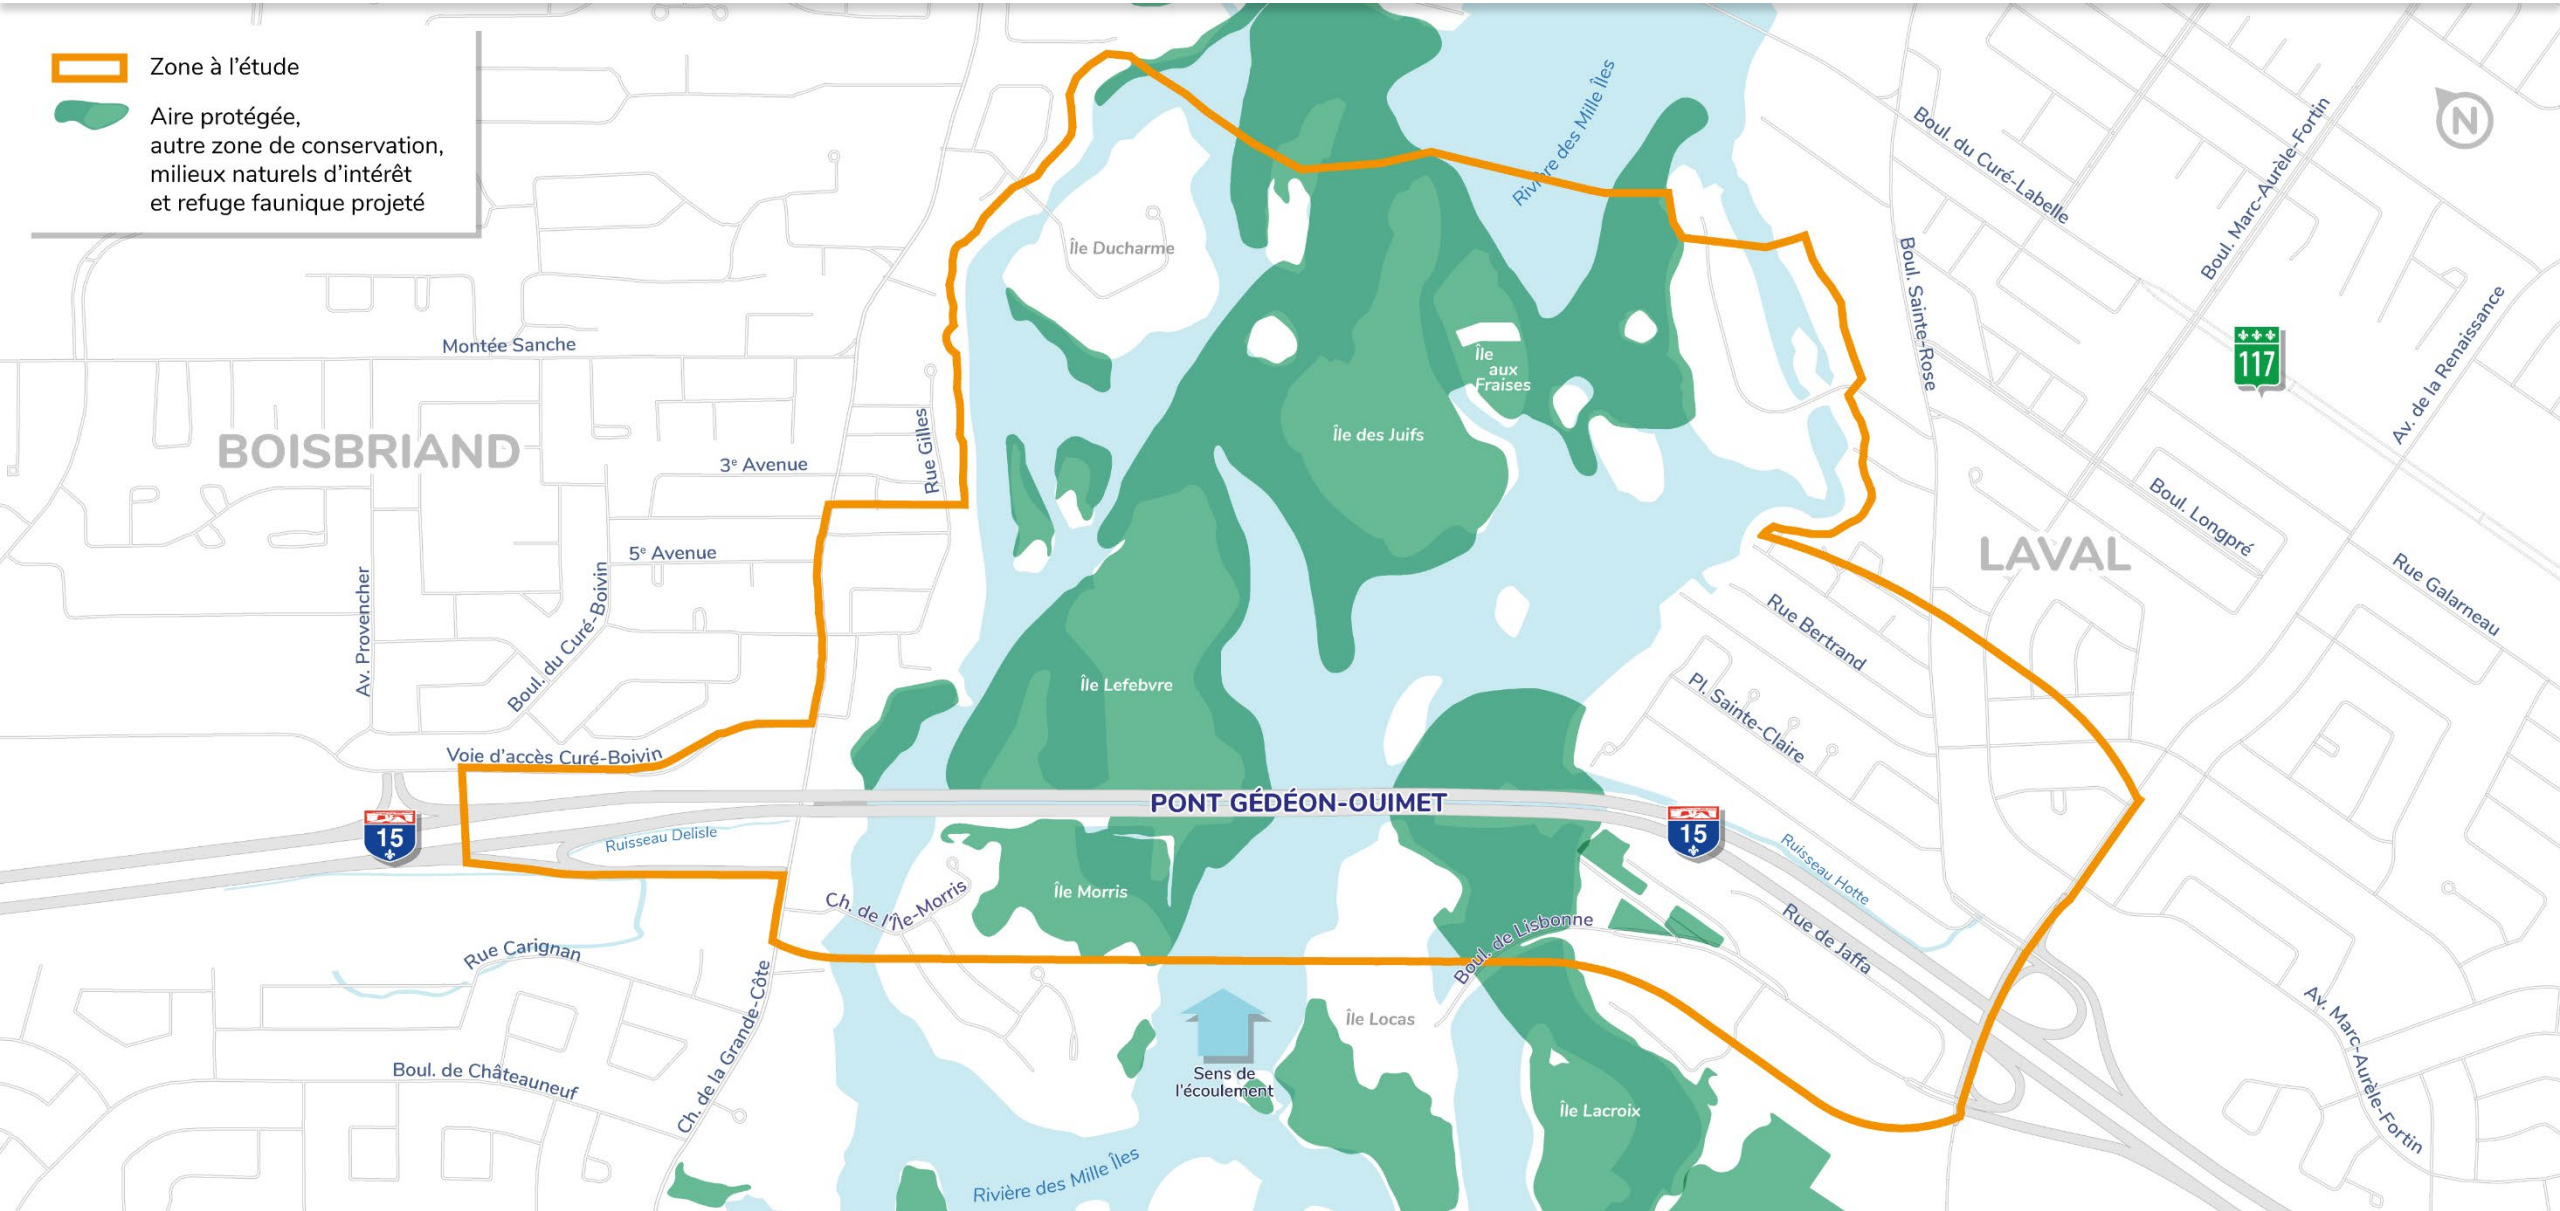 Zone à l'étude
Aire protégée,
autre zone de conservation,
milieux naturels d'intérêt
et refuge faunique projeté
N
Rivière des Mille Îles
Boul. du Curé-Labelle
Boul. Marc-Aurèle-Fortin
Île Ducharme
Boul. Sainte-Rose
Montée Sanche
Île
aux
Fraises
117
Av. de la Renaissance
BOISBRIAND
Rue Gilles
3e Avenue
Île des Juifs
5e Avenue
Boul. Longpré
LAVAL
Av. Provencher
Boul. du Curé-Boivin
Rue Bertrand
Rue Galarneau
Île Lefebvre
Pl. Sainte-Claire
Voie d'accès Curé-Boivin
PONT GÉDÉON-OUIMET
15
15
Ruisseau Delisle
Ruisseau Hotte
Île Morris
Ch. de l'Île-Morris
Boul. de Lisbonne
Rue de Jaffa
Rue Carignan
Ch. de la Grande-Côte
Île Locas
Av. Marc-Aurèle-Fortin
Boul. de Châteauneuf
Sens de
l'écoulement
Île Lacroix
Rivière des Mille Îles